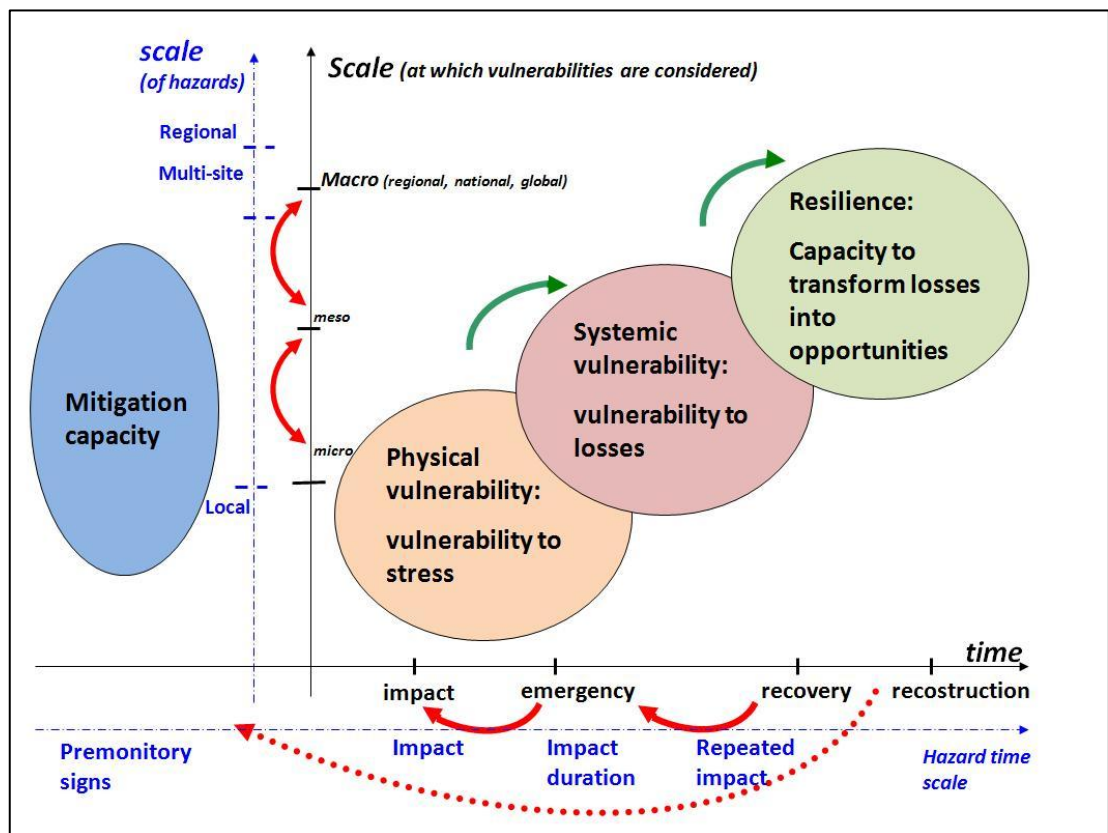 scale
(of hazards)
Scale (at which vulnerabilities are considered)
Regional
Multi-site
Macro (regional, national, global)
meso
micro
Local
Mitigation
capacity
Physical
vulnerability:
vulnerability to
stress
Systemic
vulnerability:
vulnerability to
losses
Resilience:
Capacity to
transform losses
into
opportunities
time
impact
emergency
recovery
recostruction
Premonitory
signs
Impact
Impact
duration
Repeated
impact
Hazard time
scale